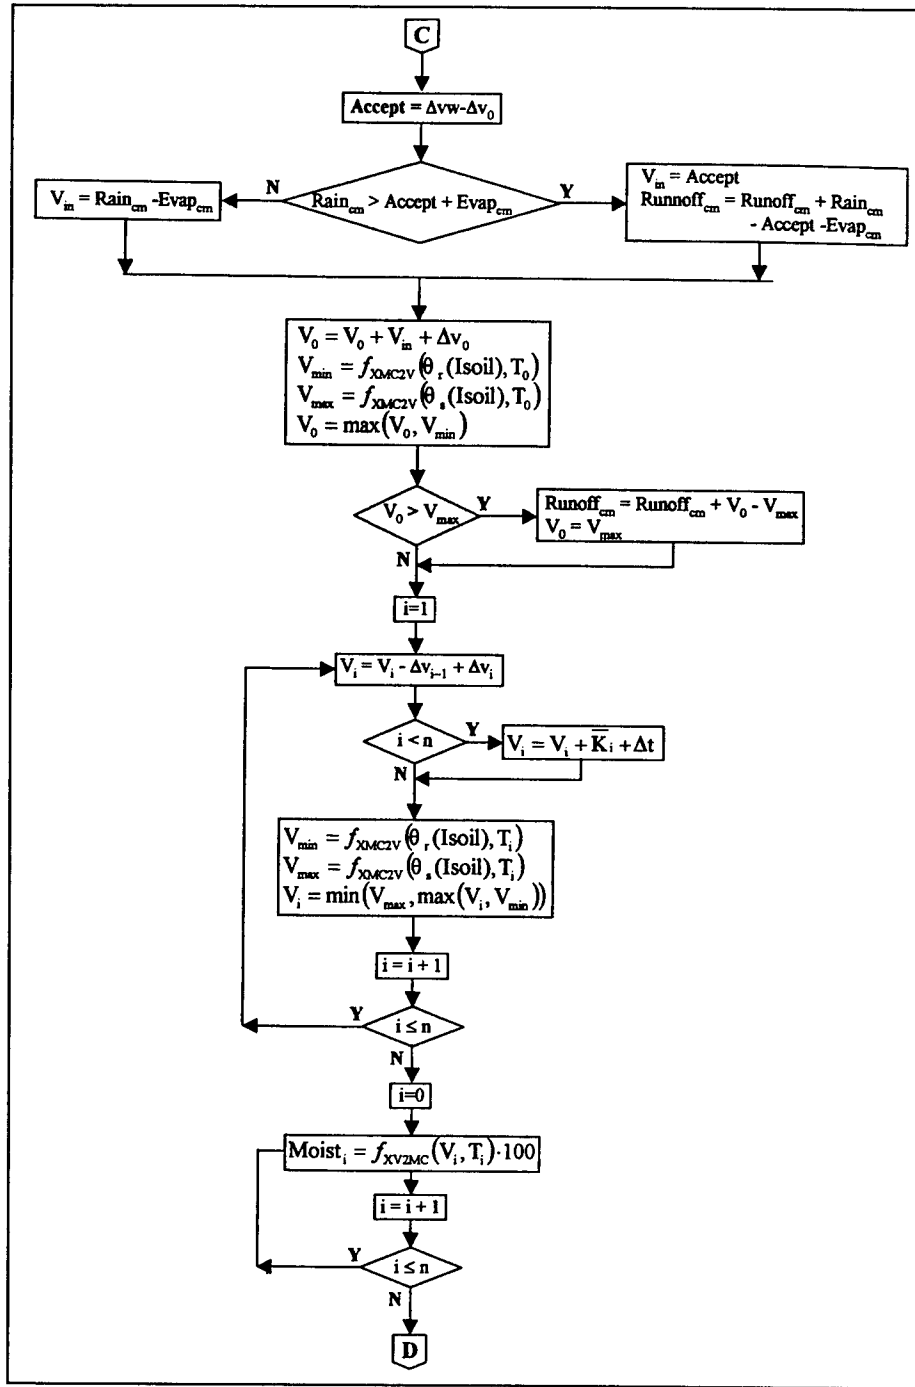 C
Accept = Δvw-Δv₀
N
Rain_cm > Accept + Evap_cm
Y
V_in = Rain_cm -Evap_cm
V_in = Accept
Runnoff_cm = Runoff_cm + Rain_cm
- Accept -Evap_cm
V₀ = V₀ + V_in + Δv₀
V_min = f_XMC2V(θ_r(Isoil), T₀)
V_max = f_XMC2V(θ_s(Isoil), T₀)
V₀ = max(V₀, V_min)
V₀ > V_max
Y
Runoff_cm = Runoff_cm + V₀ - V_max
V₀ = V_max
N
i=1
V_i = V_i - Δv_i-1 + Δv_i
i < n
Y
V_i = V_i + K̅_i + Δt
N
V_min = f_XMC2V(θ_r(Isoil), T_i)
V_max = f_XMC2V(θ_s(Isoil), T_i)
V_i = min(V_max, max(V_i, V_min))
i = i + 1
Y
i ≤ n
N
i=0
Moist_i = f_XV2MC(V_i, T_i)·100
i = i + 1
Y
i ≤ n
N
D